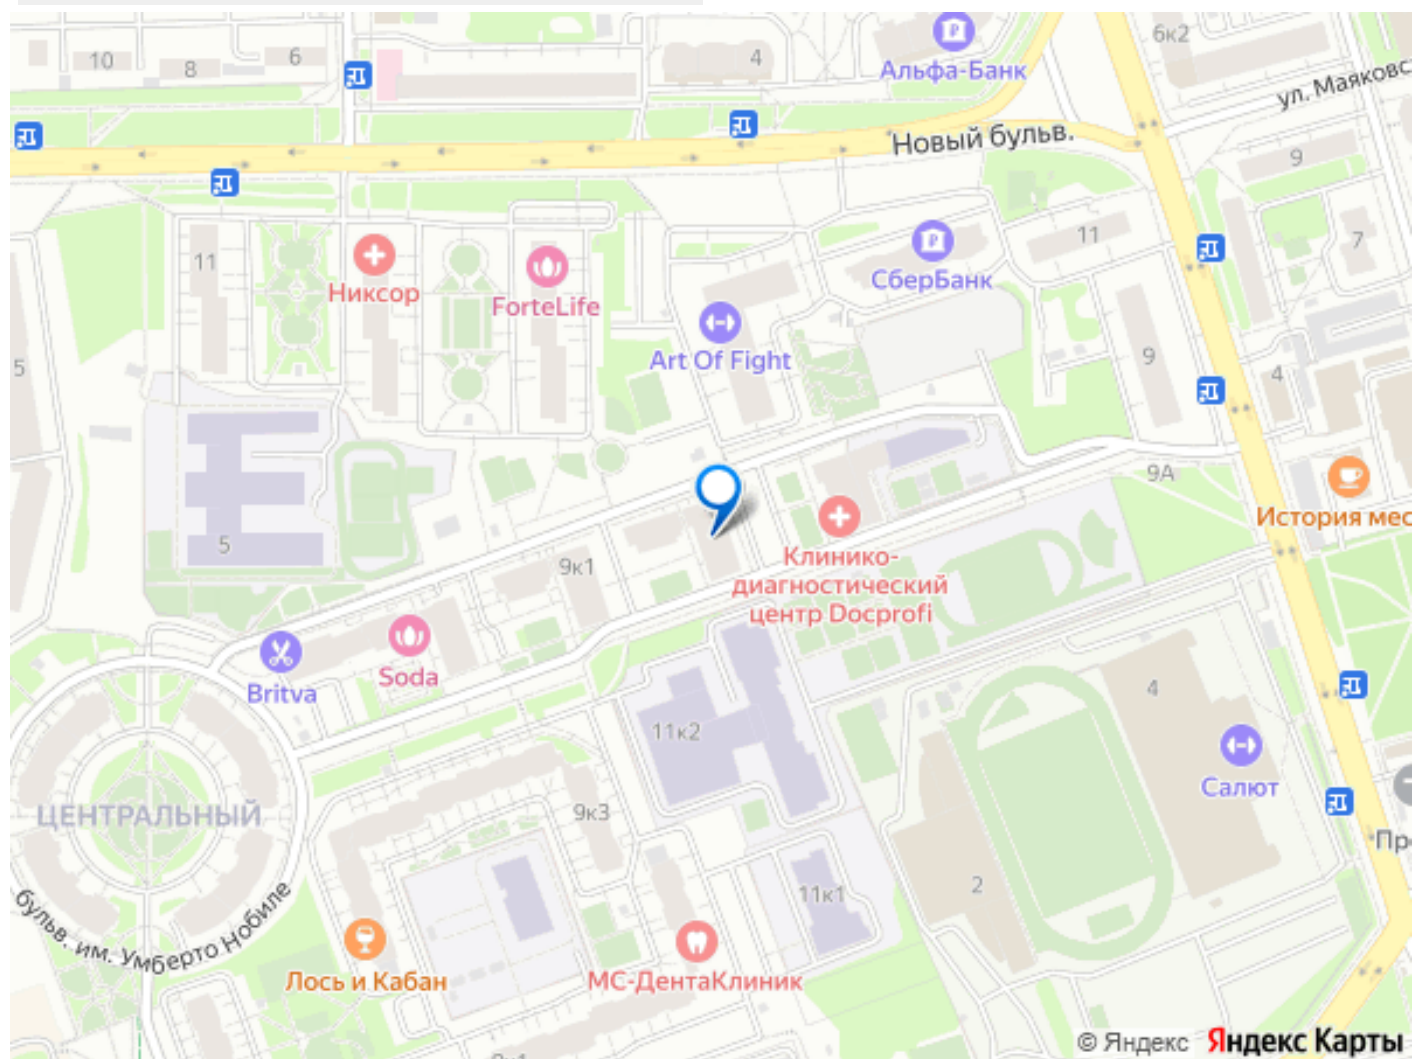 6к2
Альфа-Банк
4
10
8
6
ул. Маяковс
Новый бульв.
9
11
7
11
СберБанк
Никсор
ForteLife
Art Of Fight
5
9
4
9А
История мес
5
9к1
Клинико-
диагностический
центр Docprofi
Soda
Britva
4
11к2
Салют
ЦЕНТРАЛЬНЫЙ
9к3
Пр
2
11к1
бульв. им. Умберто Нобиле
Лось и Кабан
МС-ДентаКлиник
© Яндекс Яндекс Карты